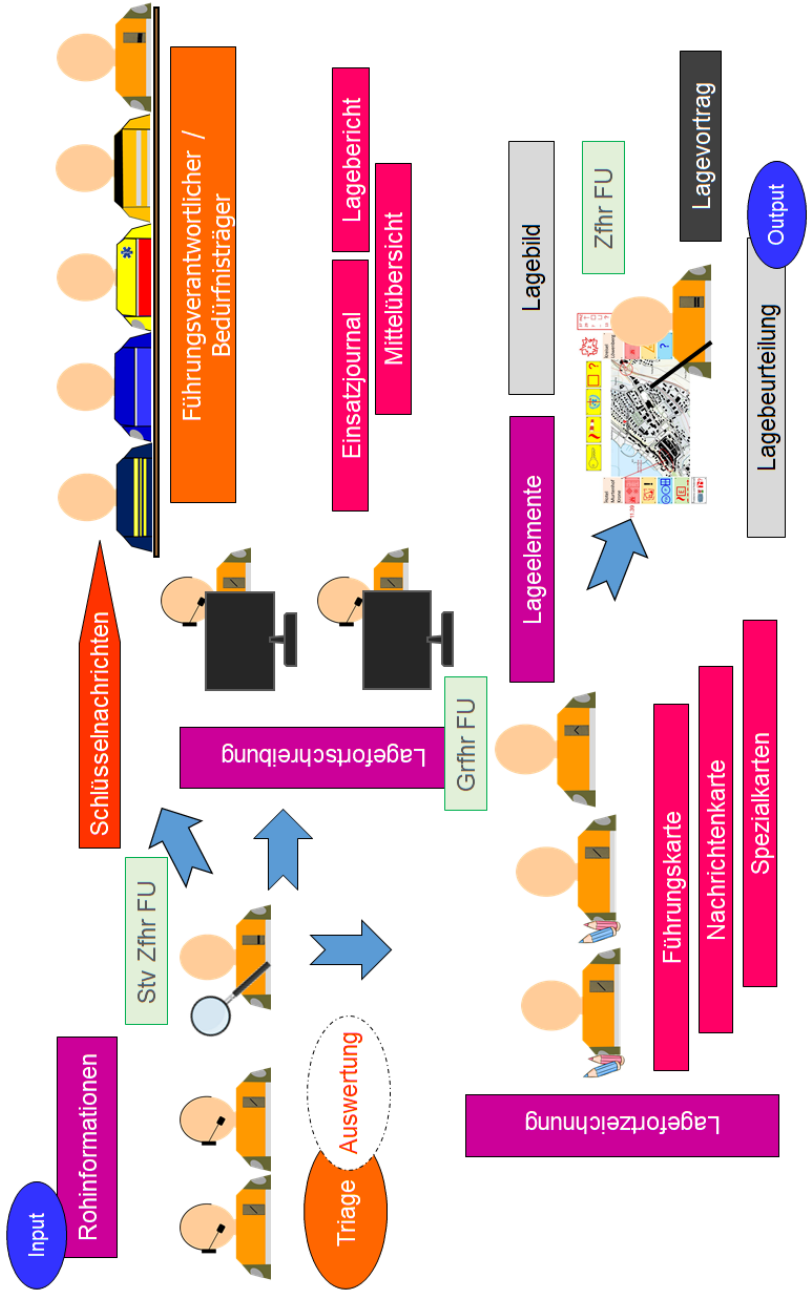 Input
Rohinformationen
Stv Zfhr FU
Schlüsselnachrichten
Führungsverantwortlicher /
Bedürfnisträger
Triage
Auswertung
Lagefortschreibung
Grfhr FU
Einsatzjournal
Lagebericht
Mittelübersicht
Lagefortzeichnung
Führungskarte
Nachrichtenkarte
Spezialkarten
Lageelemente
Lagebild
Zfhr FU
Lagevortrag
Lagebeurteilung
Output